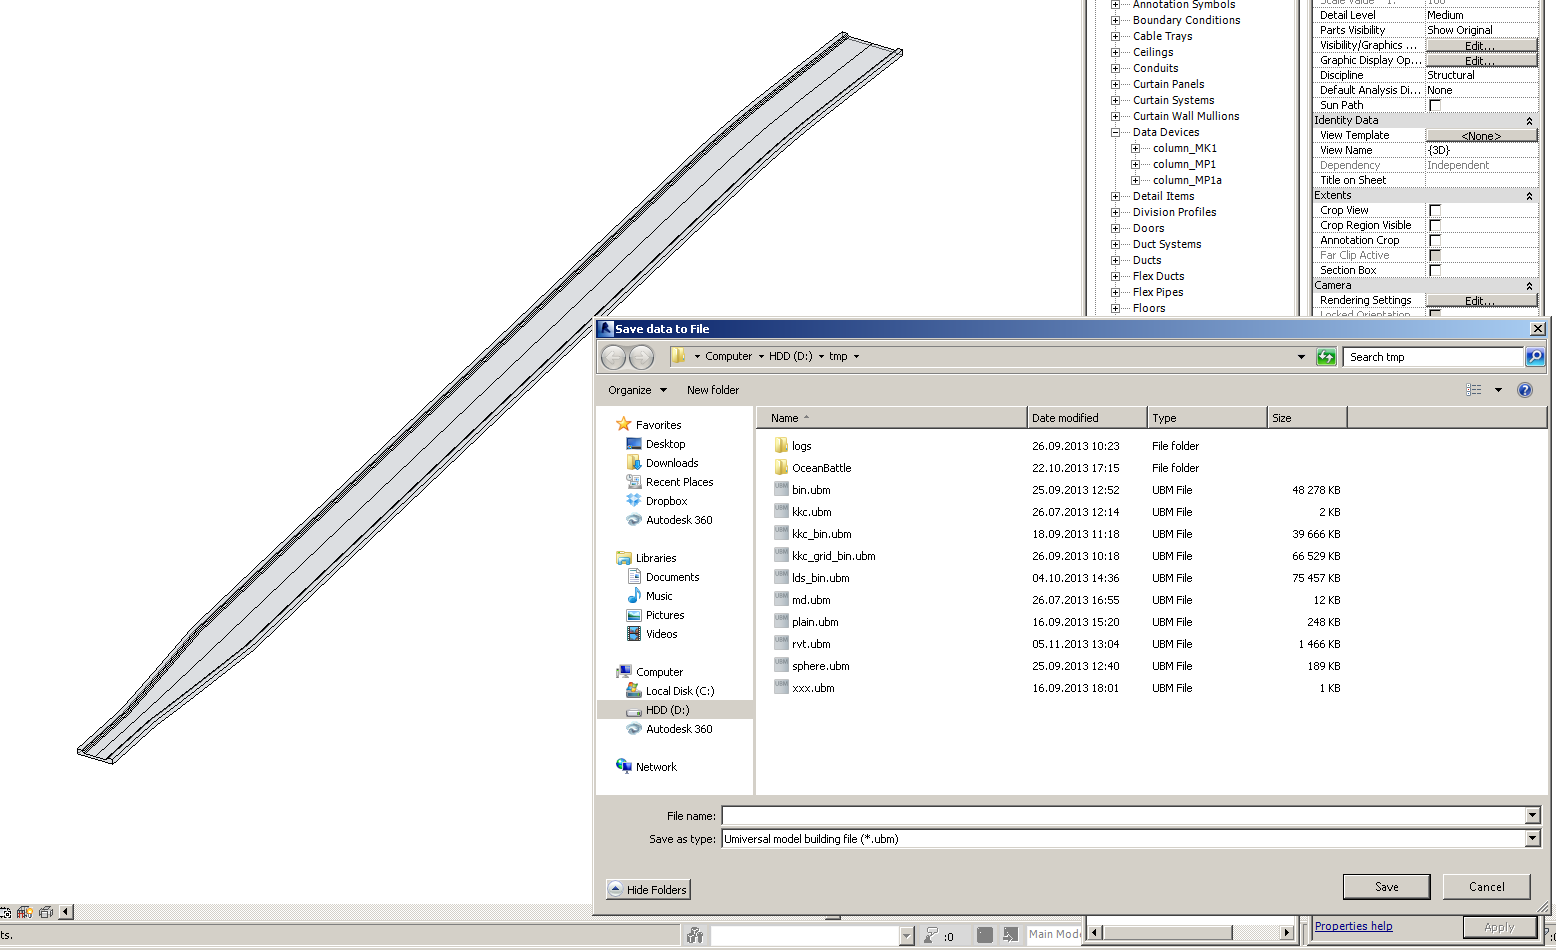 Annotation Symbols
Boundary Conditions
Cable Trays
Ceilings
Conduits
Curtain Panels
Curtain Systems
Curtain Wall Mullions
Data Devices
column_MK1
column_MP1
column_MP1a
Detail Items
Division Profiles
Doors
Duct Systems
Ducts
Flex Ducts
Flex Pipes
Floors
Scale Value 1: 100
Detail Level Medium
Parts Visibility Show Original
Visibility/Graphics ... Edit...
Graphic Display Op... Edit...
Discipline Structural
Default Analysis Di... None
Sun Path
Identity Data
View Template <None>
View Name {3D}
Dependency Independent
Title on Sheet
Extents
Crop View
Crop Region Visible
Annotation Crop
Far Clip Active
Section Box
Camera
Rendering Settings Edit...
Locked Orientation
Save data to File
Computer HDD (D:) tmp
Search tmp
Organize New folder
Favorites
Desktop
Downloads
Recent Places
Dropbox
Autodesk 360
Libraries
Documents
Music
Pictures
Videos
Computer
Local Disk (C:)
HDD (D:)
Autodesk 360
Network
Name Date modified Type Size
logs 26.09.2013 10:23 File folder
OceanBattle 22.10.2013 17:15 File folder
bin.ubm 25.09.2013 12:52 UBM File 48 278 KB
kkc.ubm 26.07.2013 12:14 UBM File 2 KB
kkc_bin.ubm 18.09.2013 11:18 UBM File 39 666 KB
kkc_grid_bin.ubm 26.09.2013 10:18 UBM File 66 529 KB
lds_bin.ubm 04.10.2013 14:36 UBM File 75 457 KB
md.ubm 26.07.2013 16:55 UBM File 12 KB
plain.ubm 16.09.2013 15:20 UBM File 248 KB
rvt.ubm 05.11.2013 13:04 UBM File 1 466 KB
sphere.ubm 25.09.2013 12:40 UBM File 189 KB
xxx.ubm 16.09.2013 18:01 UBM File 1 KB
File name:
Save as type: Umiversal model building file (*.ubm)
Hide Folders
Save Cancel
ts.
:0
Main Mode
Properties help
Apply
:0